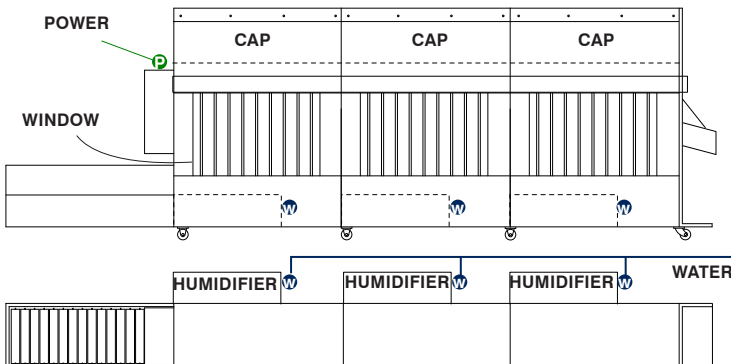 POWER
CAP CAP CAP
P
WINDOW
W W W
HUMIDIFIER W HUMIDIFIER W HUMIDIFIER W WATER